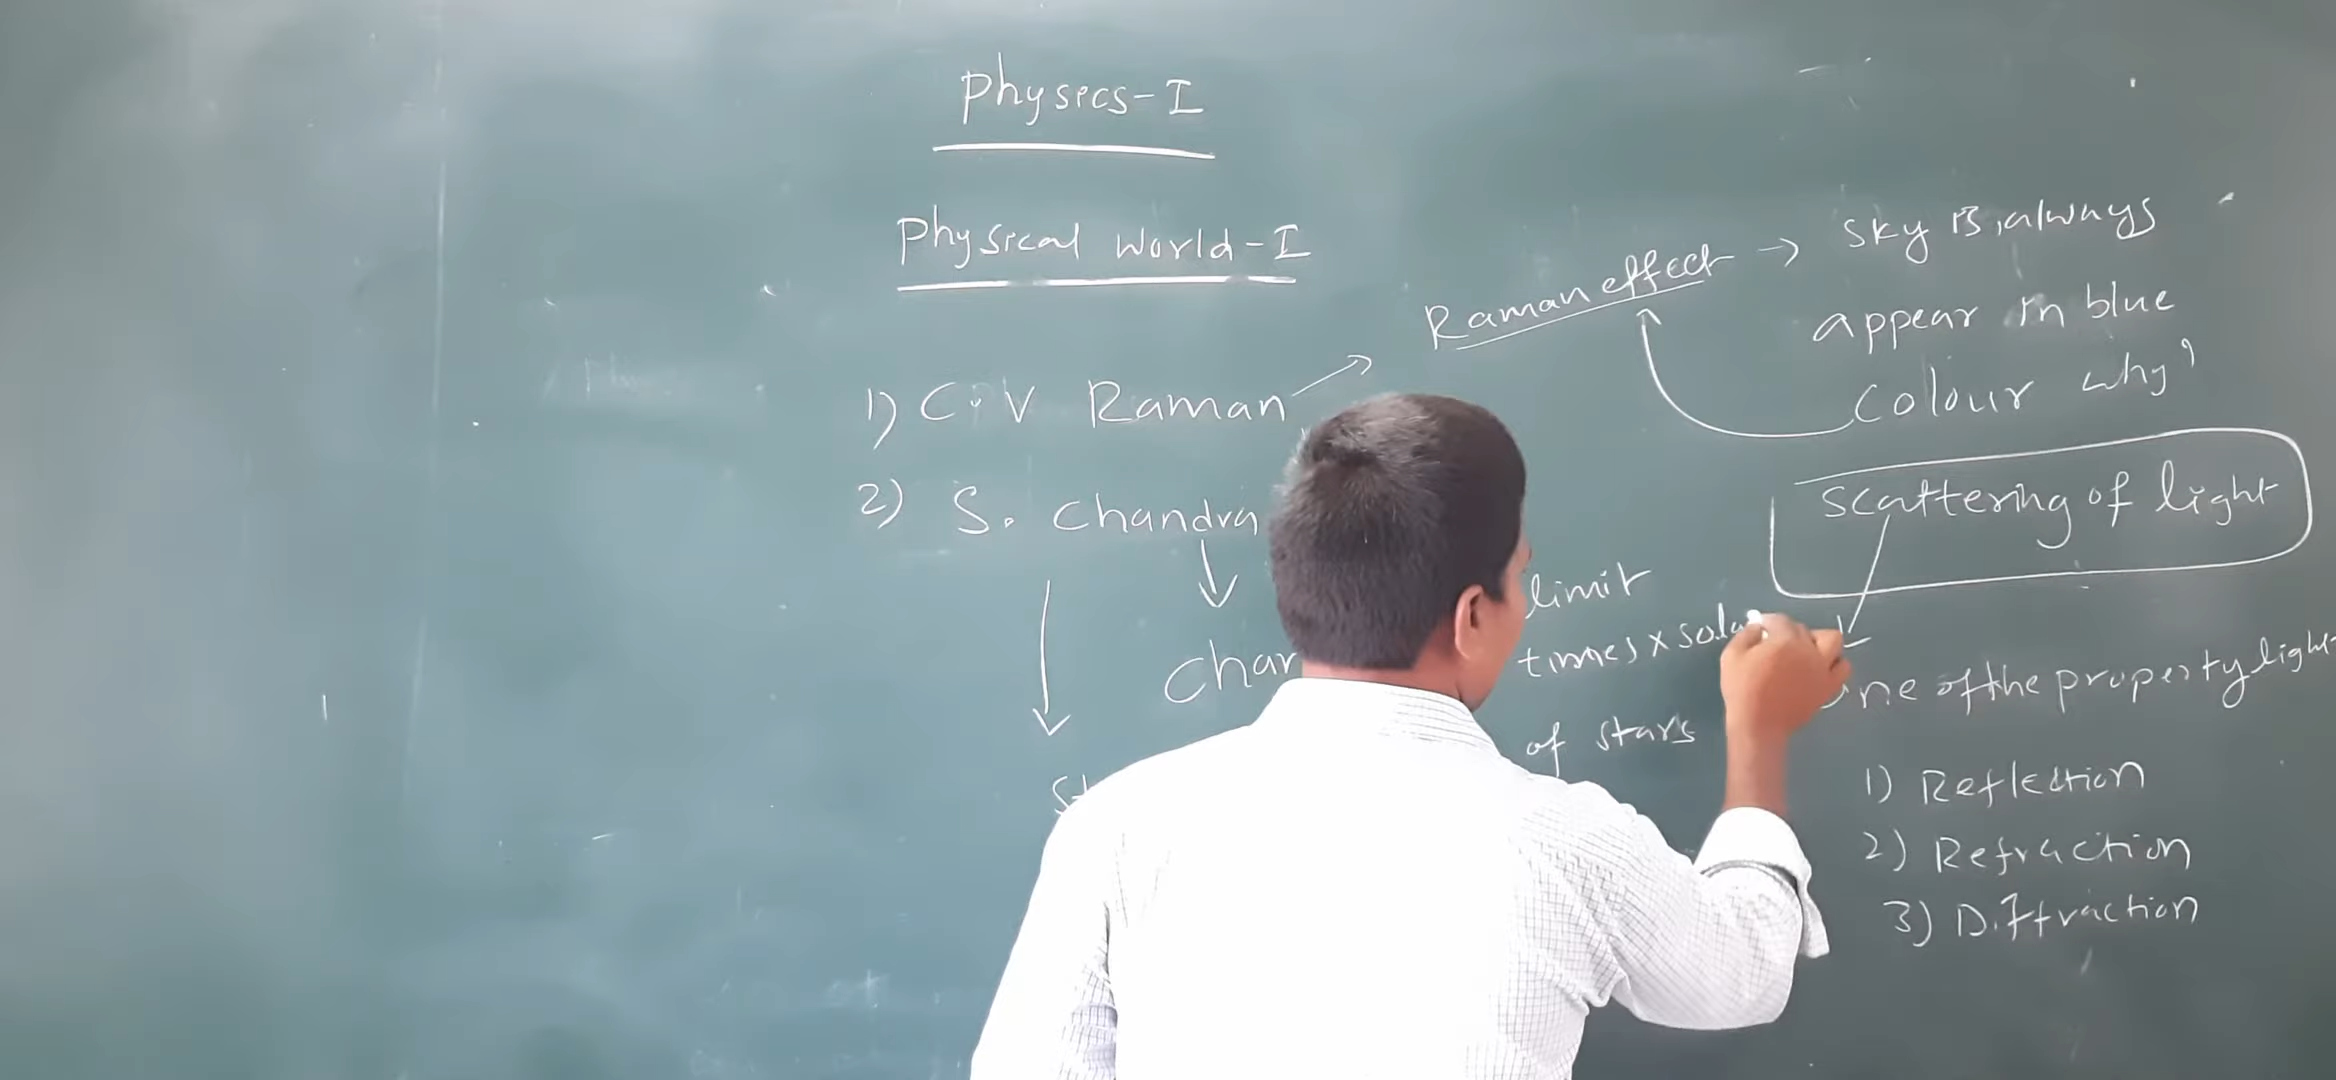 Physics-I
Physical World-I
1) C.V Raman → Raman effect → Sky is always
appear in blue
Colour why?
Scattering of light
2) S. Chandra
limit
times x sola
of stars
one of the property light
1) Reflection
2) Refraction
3) Diffraction